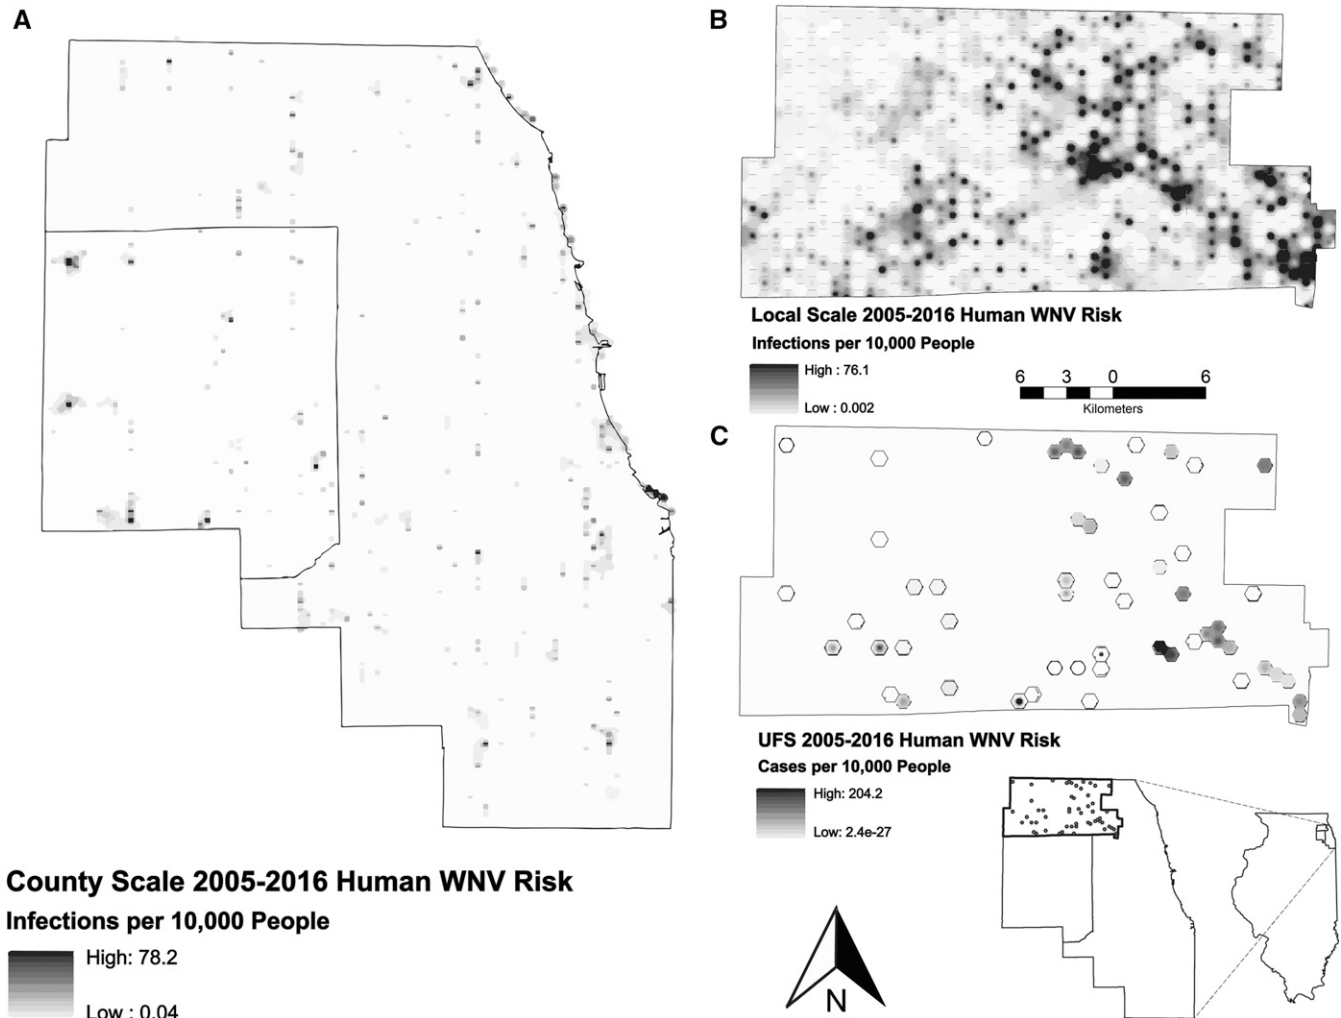 A
County Scale 2005-2016 Human WNV Risk
Infections per 10,000 People
High: 78.2
Low : 0.04
B
Local Scale 2005-2016 Human WNV Risk
Infections per 10,000 People
High : 76.1
Low : 0.002
6 3 0 6
Kilometers
C
UFS 2005-2016 Human WNV Risk
Cases per 10,000 People
High: 204.2
Low: 2.4e-27
N